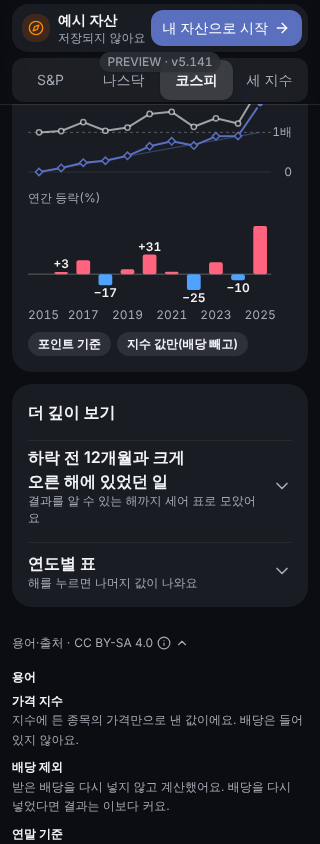 예시 자산
저장되지 않아요
내 자산으로 시작
PREVIEW · v5.141
S&P
나스닥
코스피
세 지수
1배
0
연간 등락(%)
+3
+31
−17
−25
−10
2015 2017 2019 2021 2023 2025
포인트 기준
지수 값만(배당 빼고)
더 깊이 보기
하락 전 12개월과 크게
오른 해에 있었던 일
결과를 알 수 있는 해까지 세어 표로 모았어
요
연도별 표
해를 누르면 나머지 값이 나와요
용어·출처 · CC BY-SA 4.0
용어
가격 지수
지수에 든 종목의 가격만으로 낸 값이에요. 배당은 들어
있지 않아요.
배당 제외
받은 배당을 다시 넣지 않고 계산했어요. 배당을 다시
넣었다면 결과는 이보다 커요.
연말 기준